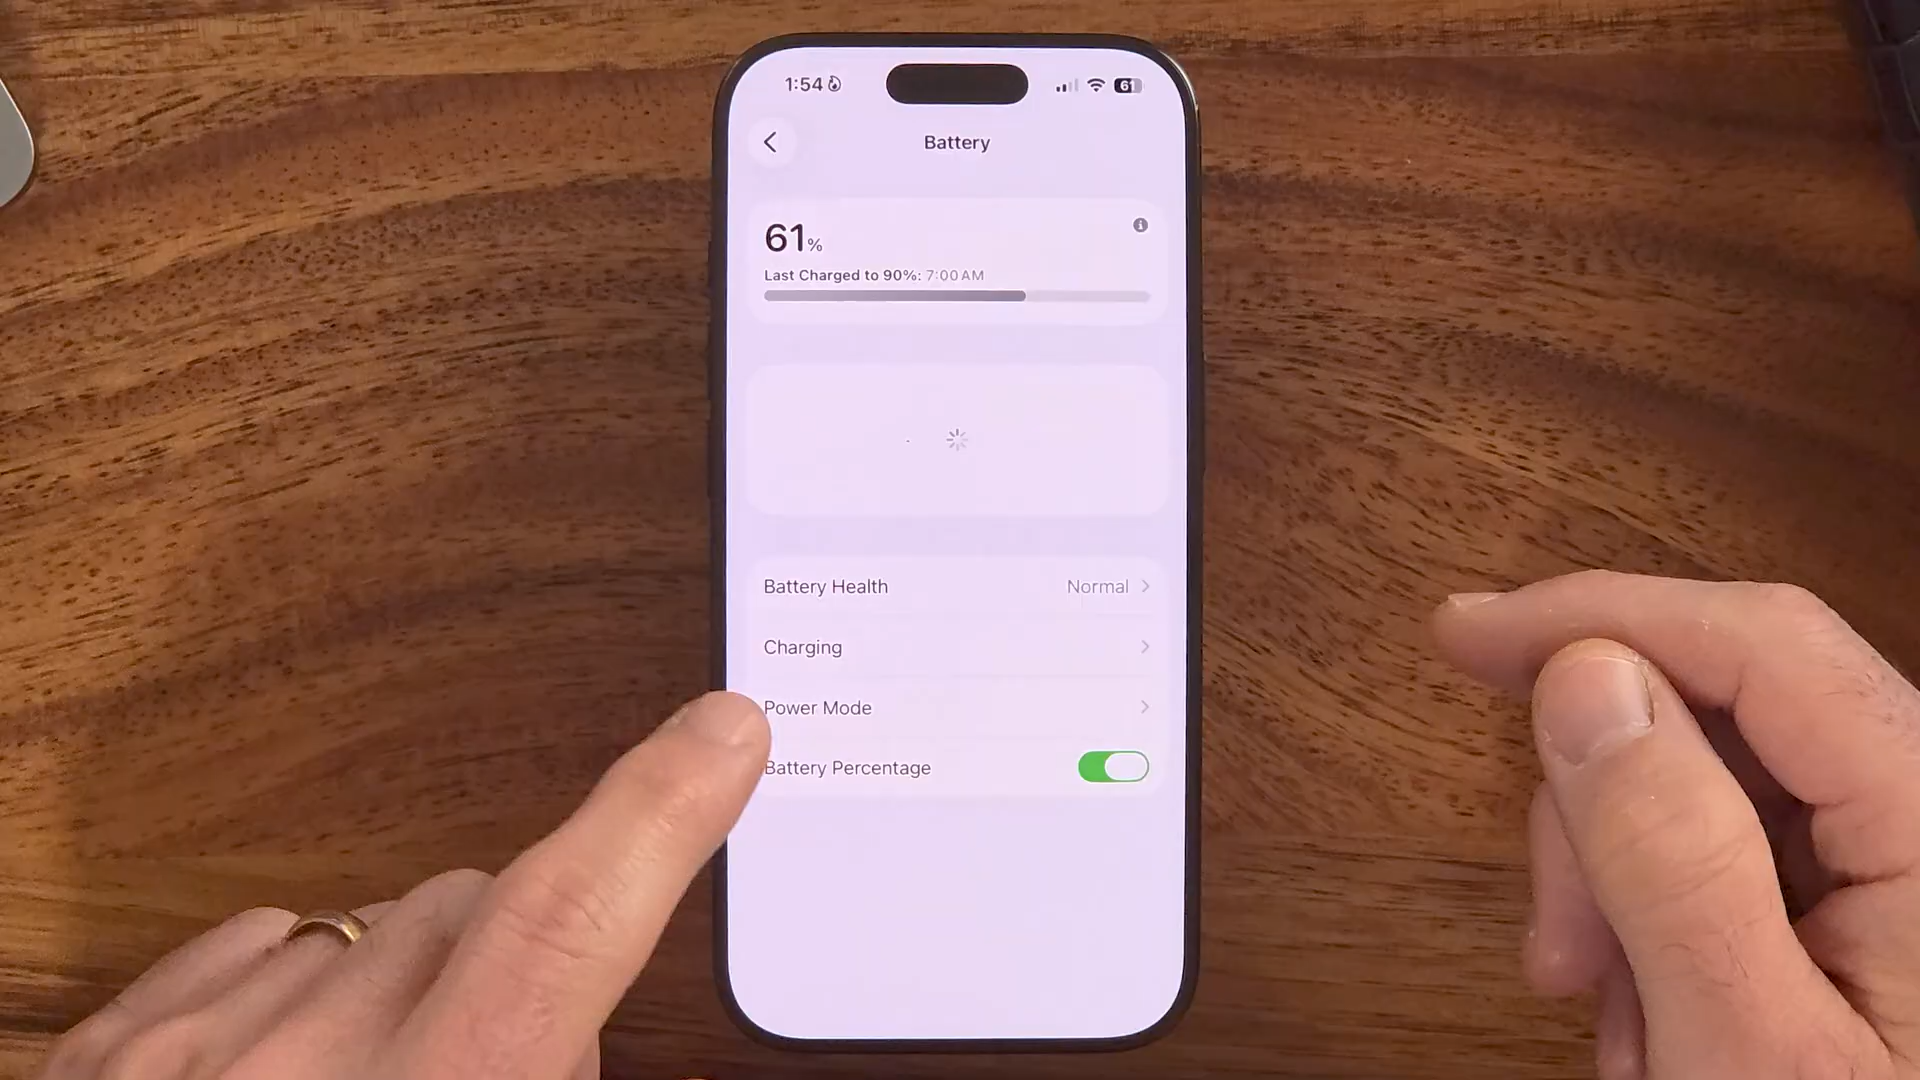 1:54
61
Battery
61%
Last Charged to 90%: 7:00 AM
Battery Health Normal
Charging
Power Mode
Battery Percentage